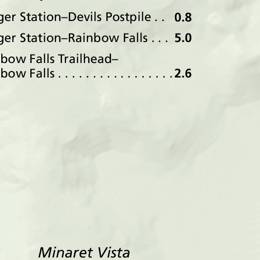 ger Station–Devils Postpile . . 0.8
ger Station–Rainbow Falls . . . 5.0
bow Falls Trailhead–
bow Falls . . . . . . . . . . . . . . . . . 2.6
Minaret Vista